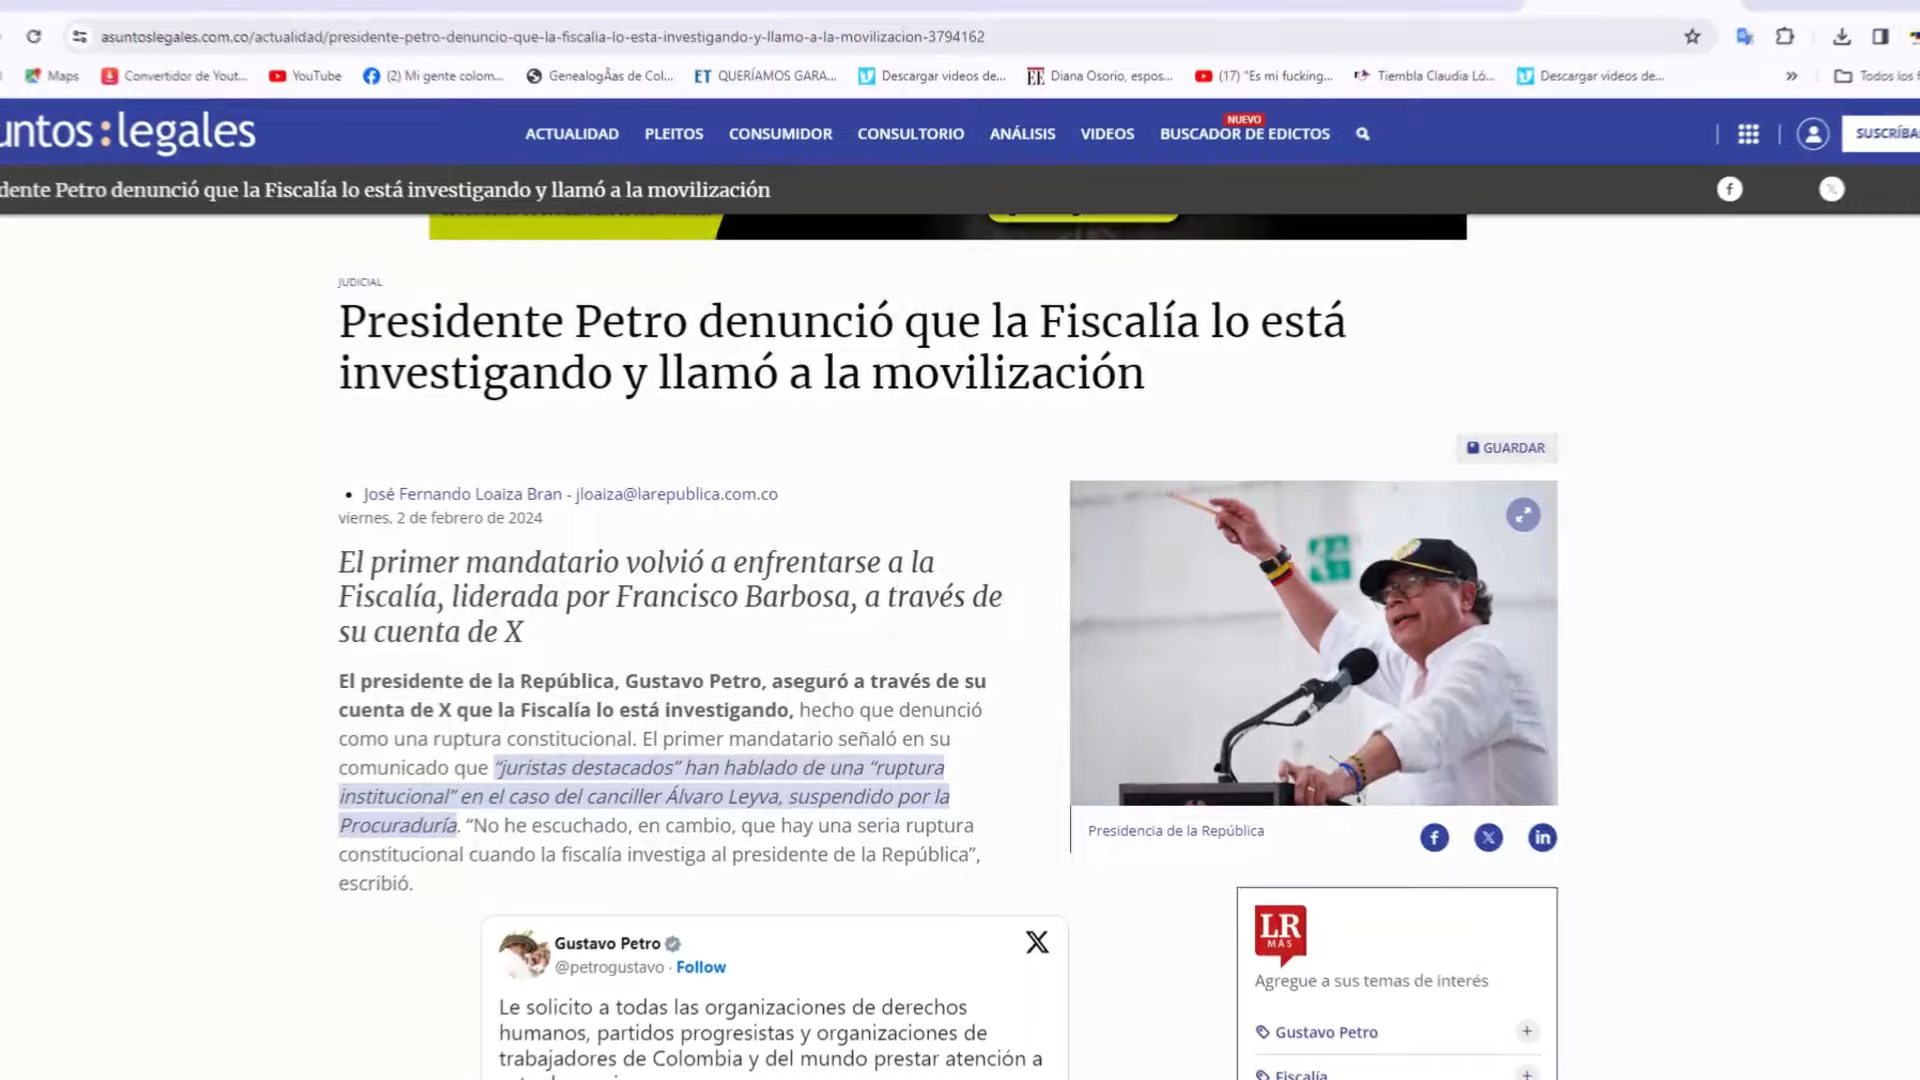 asuntoslegales.com.co/actualidad/presidente-petro-denuncio-que-la-fiscalia-lo-esta-investigando-y-llamo-a-la-movilizacion-3794162
Maps
Convertidor de Yout...
YouTube
(2) Mi gente colom...
GenealogÃas de Col...
ET QUERÍAMOS GARA...
Descargar videos de...
EE Diana Osorio, espos...
(17) "Es mi fucking...
Tiembla Claudia Ló...
Descargar videos de...
»
Todos los f
untos:legales
ACTUALIDAD
PLEITOS
CONSUMIDOR
CONSULTORIO
ANÁLISIS
VIDEOS
NUEVO
BUSCADOR DE EDICTOS
SUSCRÍBA
dente Petro denunció que la Fiscalía lo está investigando y llamó a la movilización
JUDICIAL
Presidente Petro denunció que la Fiscalía lo está
investigando y llamó a la movilización
GUARDAR
• José Fernando Loaiza Bran - jloaiza@larepublica.com.co
viernes, 2 de febrero de 2024
El primer mandatario volvió a enfrentarse a la
Fiscalía, liderada por Francisco Barbosa, a través de
su cuenta de X
El presidente de la República, Gustavo Petro, aseguró a través de su
cuenta de X que la Fiscalía lo está investigando, hecho que denunció
como una ruptura constitucional. El primer mandatario señaló en su
comunicado que “juristas destacados” han hablado de una “ruptura
institucional” en el caso del canciller Álvaro Leyva, suspendido por la
Procuraduría. “No he escuchado, en cambio, que hay una seria ruptura
constitucional cuando la fiscalía investiga al presidente de la República”,
escribió.
Presidencia de la República
Gustavo Petro
@petrogustavo · Follow
Le solicito a todas las organizaciones de derechos
humanos, partidos progresistas y organizaciones de
trabajadores de Colombia y del mundo prestar atención a
LR
MÁS
Agregue a sus temas de interés
Gustavo Petro +
Fiscalía +